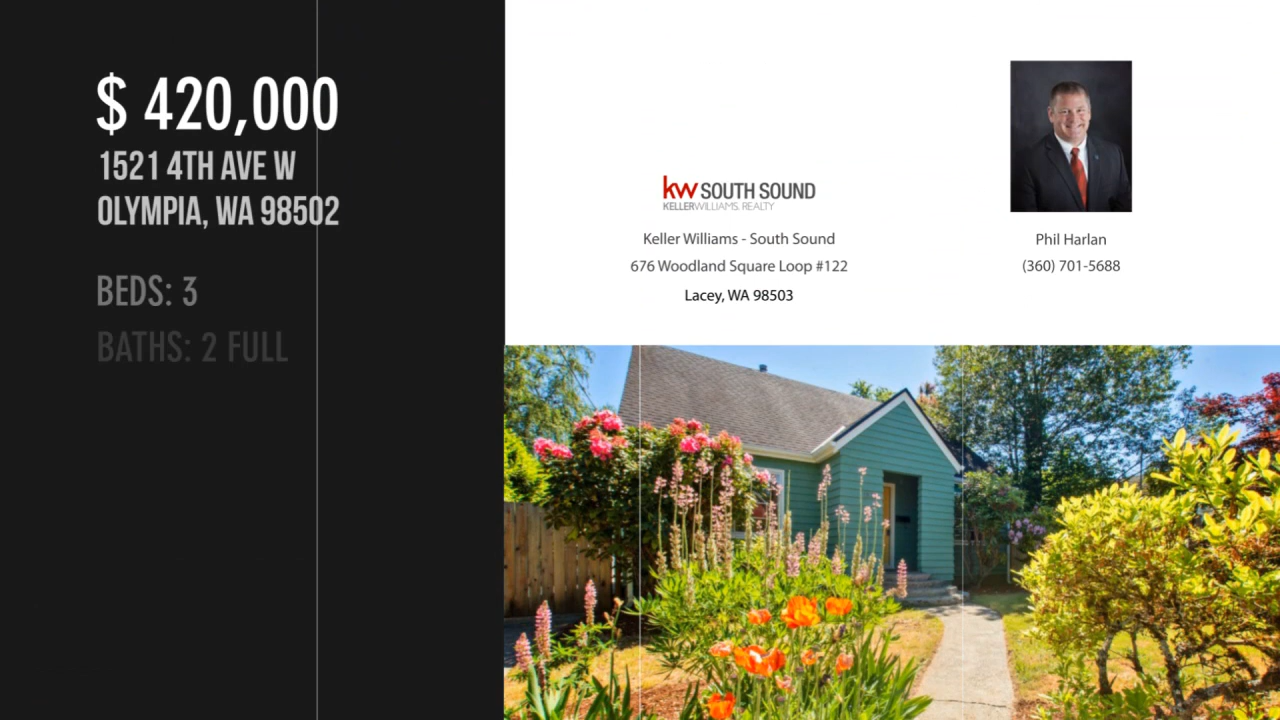 $ 420,000
1521 4TH AVE W
OLYMPIA, WA 98502
BEDS: 3
BATHS: 2 FULL
kw SOUTH SOUND
KELLERWILLIAMS. REALTY
Keller Williams - South Sound
676 Woodland Square Loop #122
Lacey, WA 98503
Phil Harlan
(360) 701-5688